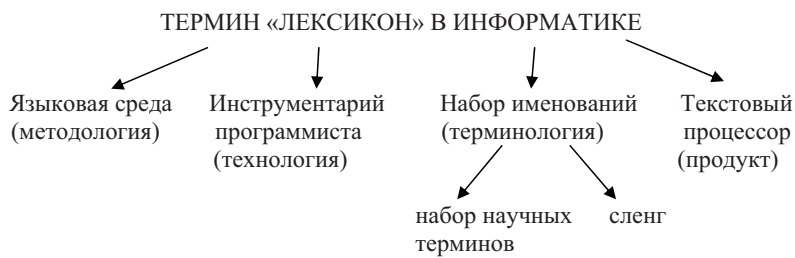 ТЕРМИН «ЛЕКСИКОН» В ИНФОРМАТИКЕ
Языковая среда
(методология)
Инструментарий
программиста
(технология)
Набор именований
(терминология)
Текстовый
процессор
(продукт)
набор научных
терминов
сленг